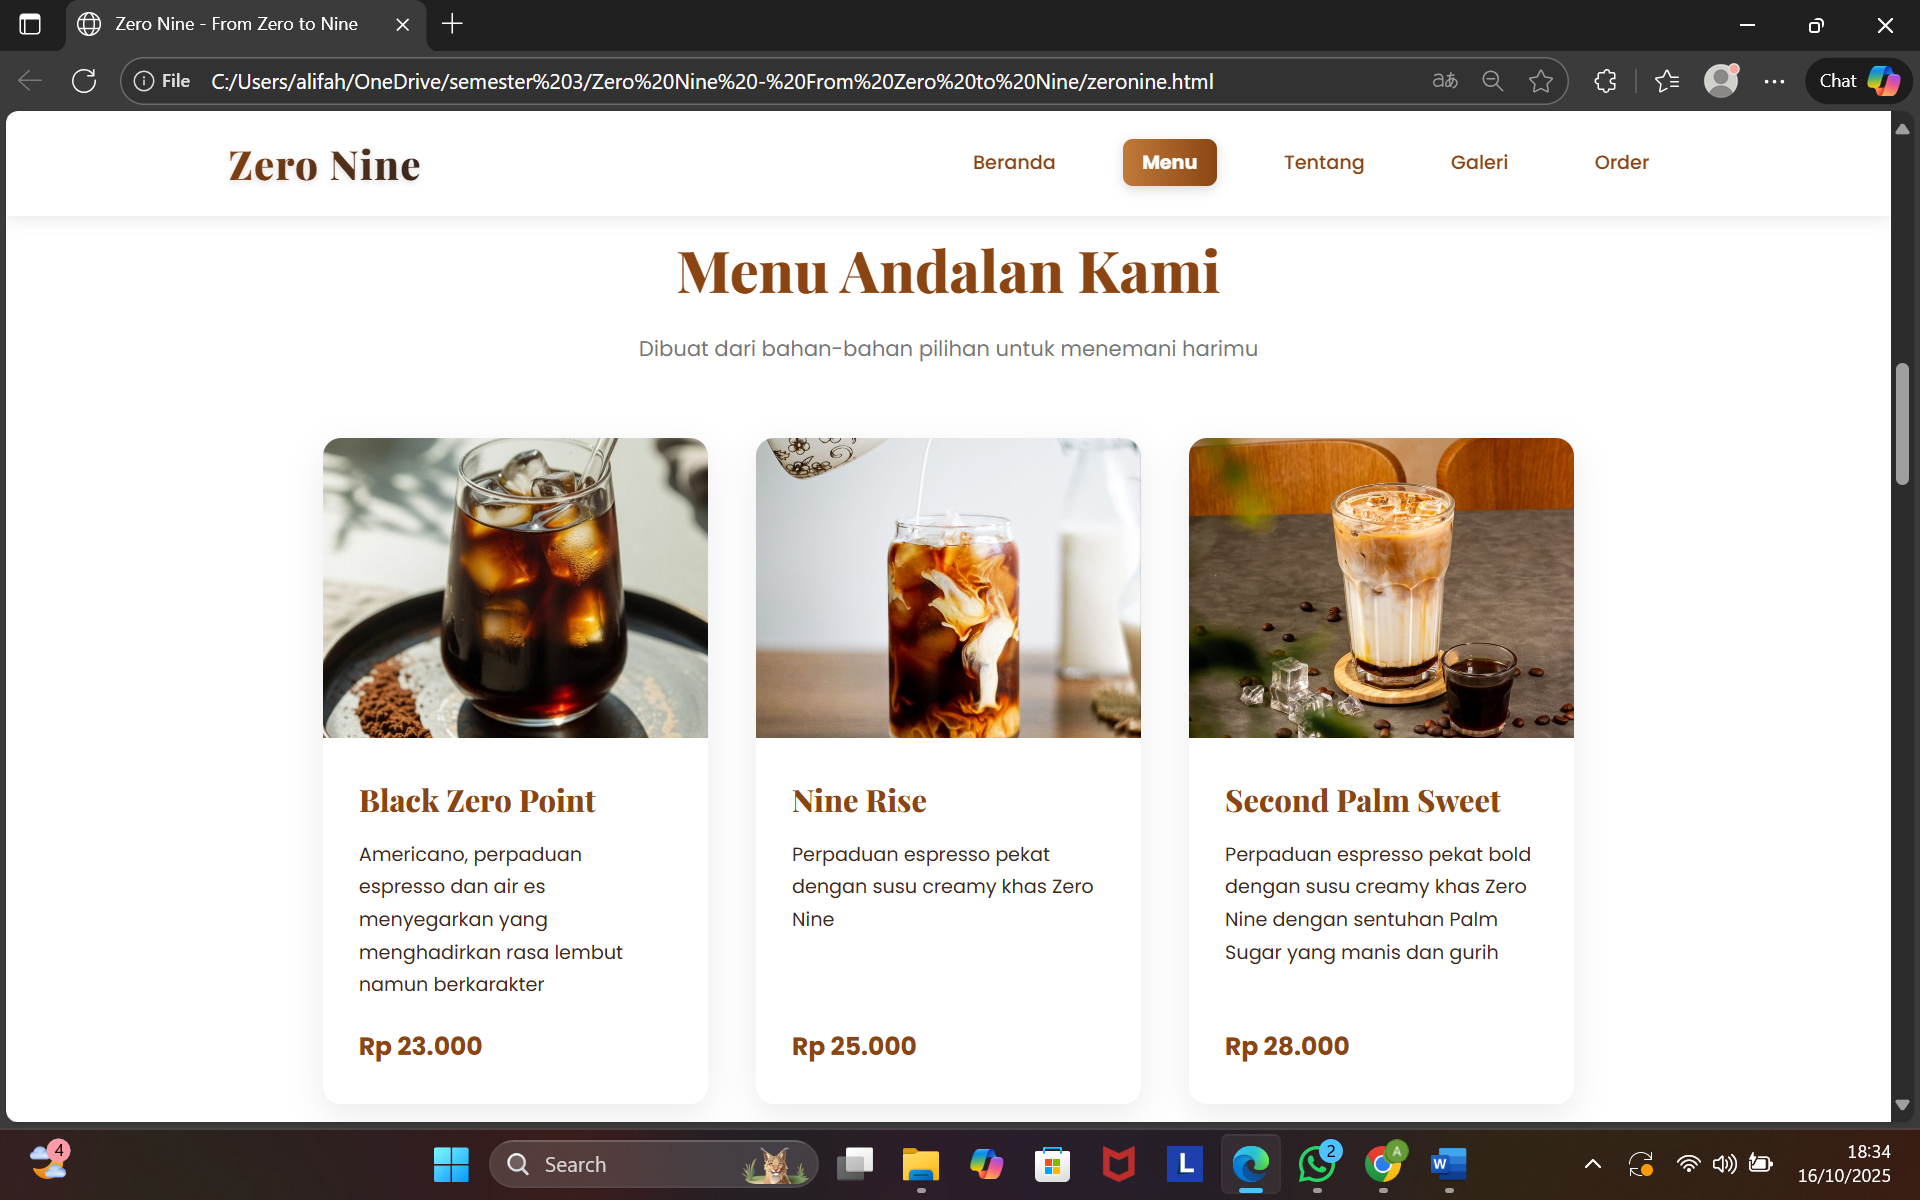 Zero Nine - From Zero to Nine
File
C:/Users/alifah/OneDrive/semester%203/Zero%20Nine%20-%20From%20Zero%20to%20Nine/zeronine.html
aあ
Chat
Zero Nine
Beranda
Menu
Tentang
Galeri
Order
Menu Andalan Kami
Dibuat dari bahan-bahan pilihan untuk menemani harimu
Black Zero Point
Americano, perpaduan
espresso dan air es
menyegarkan yang
menghadirkan rasa lembut
namun berkarakter
Rp 23.000
Nine Rise
Perpaduan espresso pekat
dengan susu creamy khas Zero
Nine
Rp 25.000
Second Palm Sweet
Perpaduan espresso pekat bold
dengan susu creamy khas Zero
Nine dengan sentuhan Palm
Sugar yang manis dan gurih
Rp 28.000
4
Search
L
2
A
W
18:34
16/10/2025